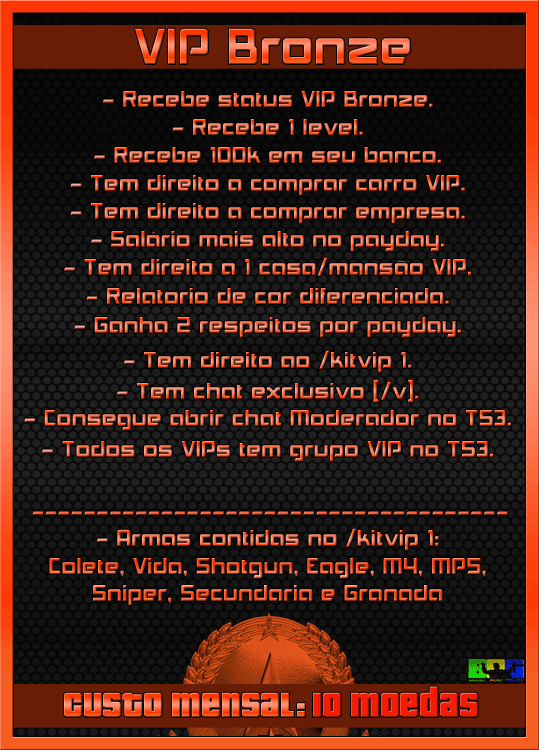 VIP Bronze
- Recebe status VIP Bronze.
- Recebe 1 level.
- Recebe 100k em seu banco.
- Tem direito a comprar carro VIP.
- Tem direito a comprar empresa.
- Salário mais alto no payday.
- Tem direito a 1 casa/mansão VIP.
- Relatorio de cor diferenciada.
- Ganha 2 respeitos por payday.
- Tem direito ao /kitvip 1.
- Tem chat exclusivo [/v].
- Consegue abrir chat Moderador no TS3.
- Todos os VIPs tem grupo VIP no TS3.
---------------------------------------
- Armas contidas no /kitvip 1:
Colete, Vida, Shotgun, Eagle, M4, MP5,
Sniper, Secundaria e Granada
Custo mensal: 10 moedas